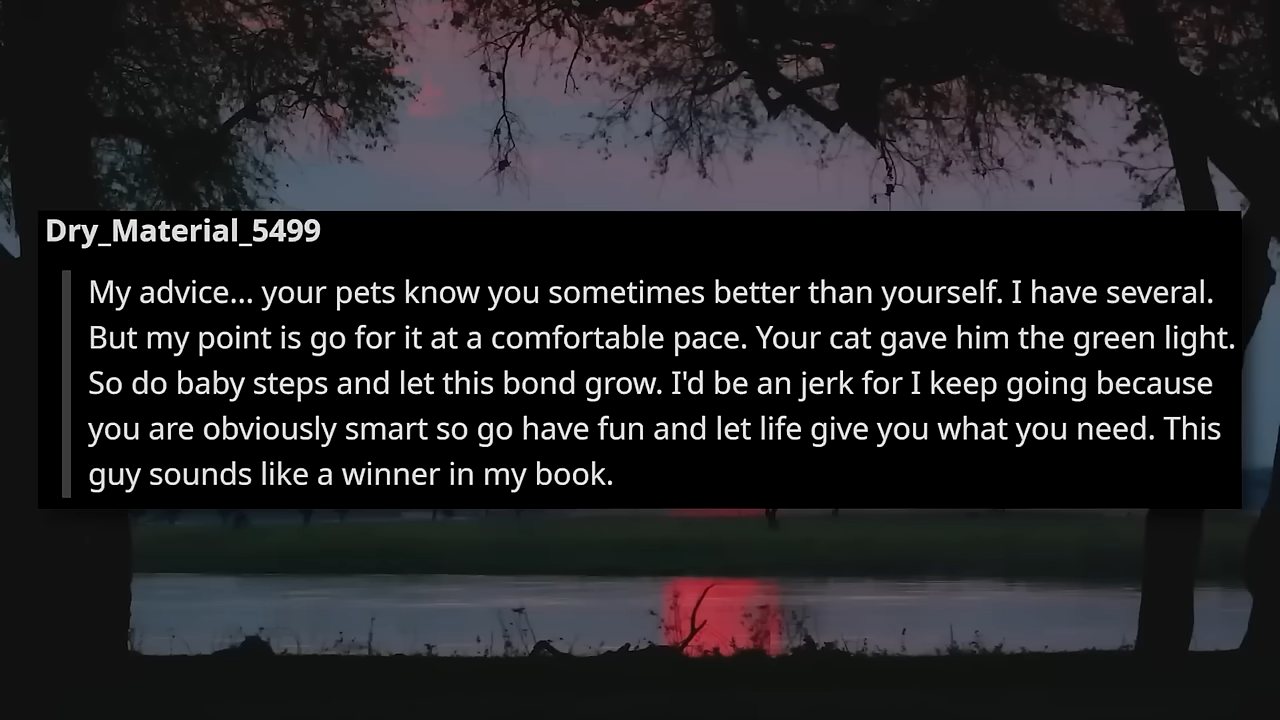 Dry_Material_5499
My advice... your pets know you sometimes better than yourself. I have several.
But my point is go for it at a comfortable pace. Your cat gave him the green light.
So do baby steps and let this bond grow. I'd be an jerk for I keep going because
you are obviously smart so go have fun and let life give you what you need. This
guy sounds like a winner in my book.